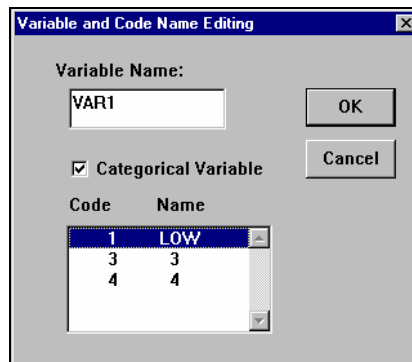 Variable and Code Name Editing
Variable Name:
VAR1
OK
Categorical Variable
Cancel
Code Name
1 LOW
3 3
4 4